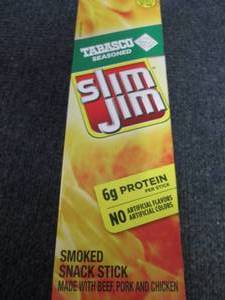 TABASCO
SEASONED
Slim
Jim
6g PROTEIN
PER STICK
NO ARTIFICIAL FLAVORS
ARTIFICIAL COLORS
SMOKED
SNACK STICK
MADE WITH BEEF, PORK AND CHICKEN